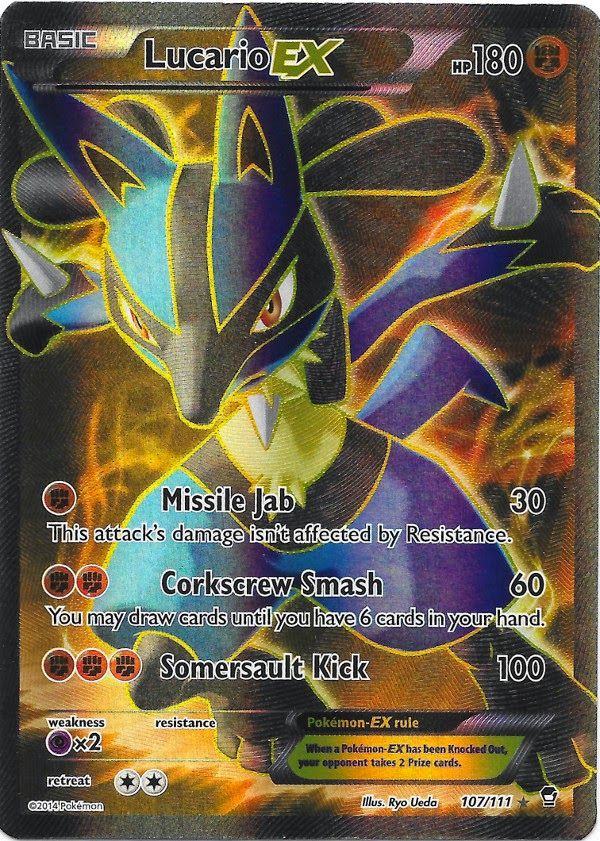 BASIC
Lucario EX
HP180
Missile Jab 30
This attack's damage isn't affected by Resistance.
Corkscrew Smash 60
You may draw cards until you have 6 cards in your hand.
Somersault Kick 100
weakness resistance
×2
Pokémon-EX rule
When a Pokémon-EX has been Knocked Out,
your opponent takes 2 Prize cards.
retreat
©2014 Pokémon
Illus. Ryo Ueda 107/111 ★